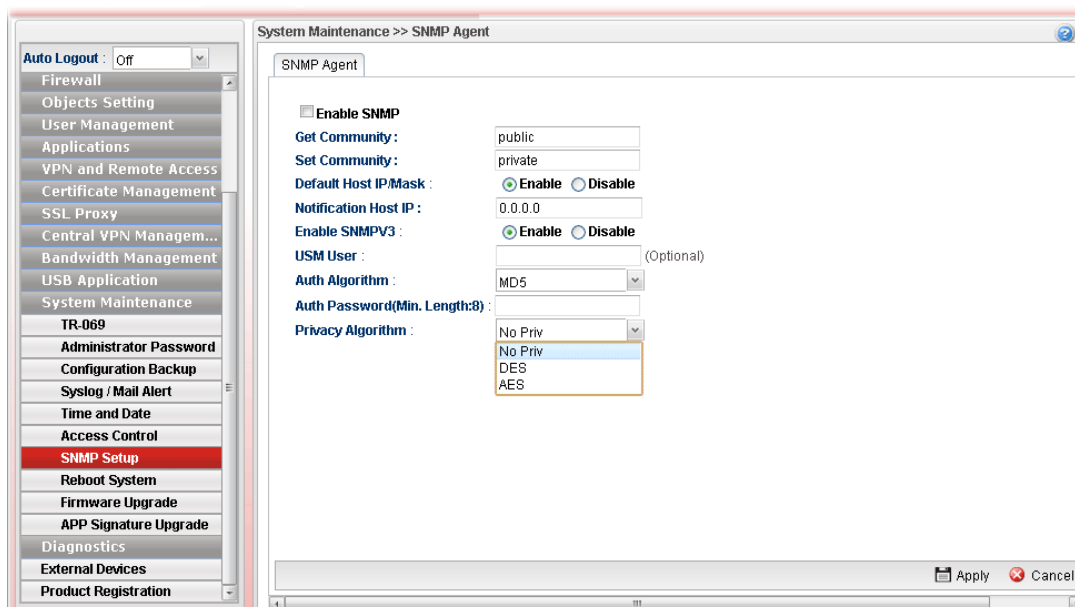 System Maintenance >> SNMP Agent
Auto Logout : Off
Firewall
Objects Setting
User Management
Applications
VPN and Remote Access
Certificate Management
SSL Proxy
Central VPN Managem...
Bandwidth Management
USB Application
System Maintenance
TR-069
Administrator Password
Configuration Backup
Syslog / Mail Alert
Time and Date
Access Control
SNMP Setup
Reboot System
Firmware Upgrade
APP Signature Upgrade
Diagnostics
External Devices
Product Registration
SNMP Agent
Enable SNMP
Get Community : public
Set Community : private
Default Host IP/Mask : Enable Disable
Notification Host IP : 0.0.0.0
Enable SNMPV3 : Enable Disable
USM User : (Optional)
Auth Algorithm : MD5
Auth Password(Min. Length:8) :
Privacy Algorithm : No Priv
No Priv
DES
AES
Apply Cancel